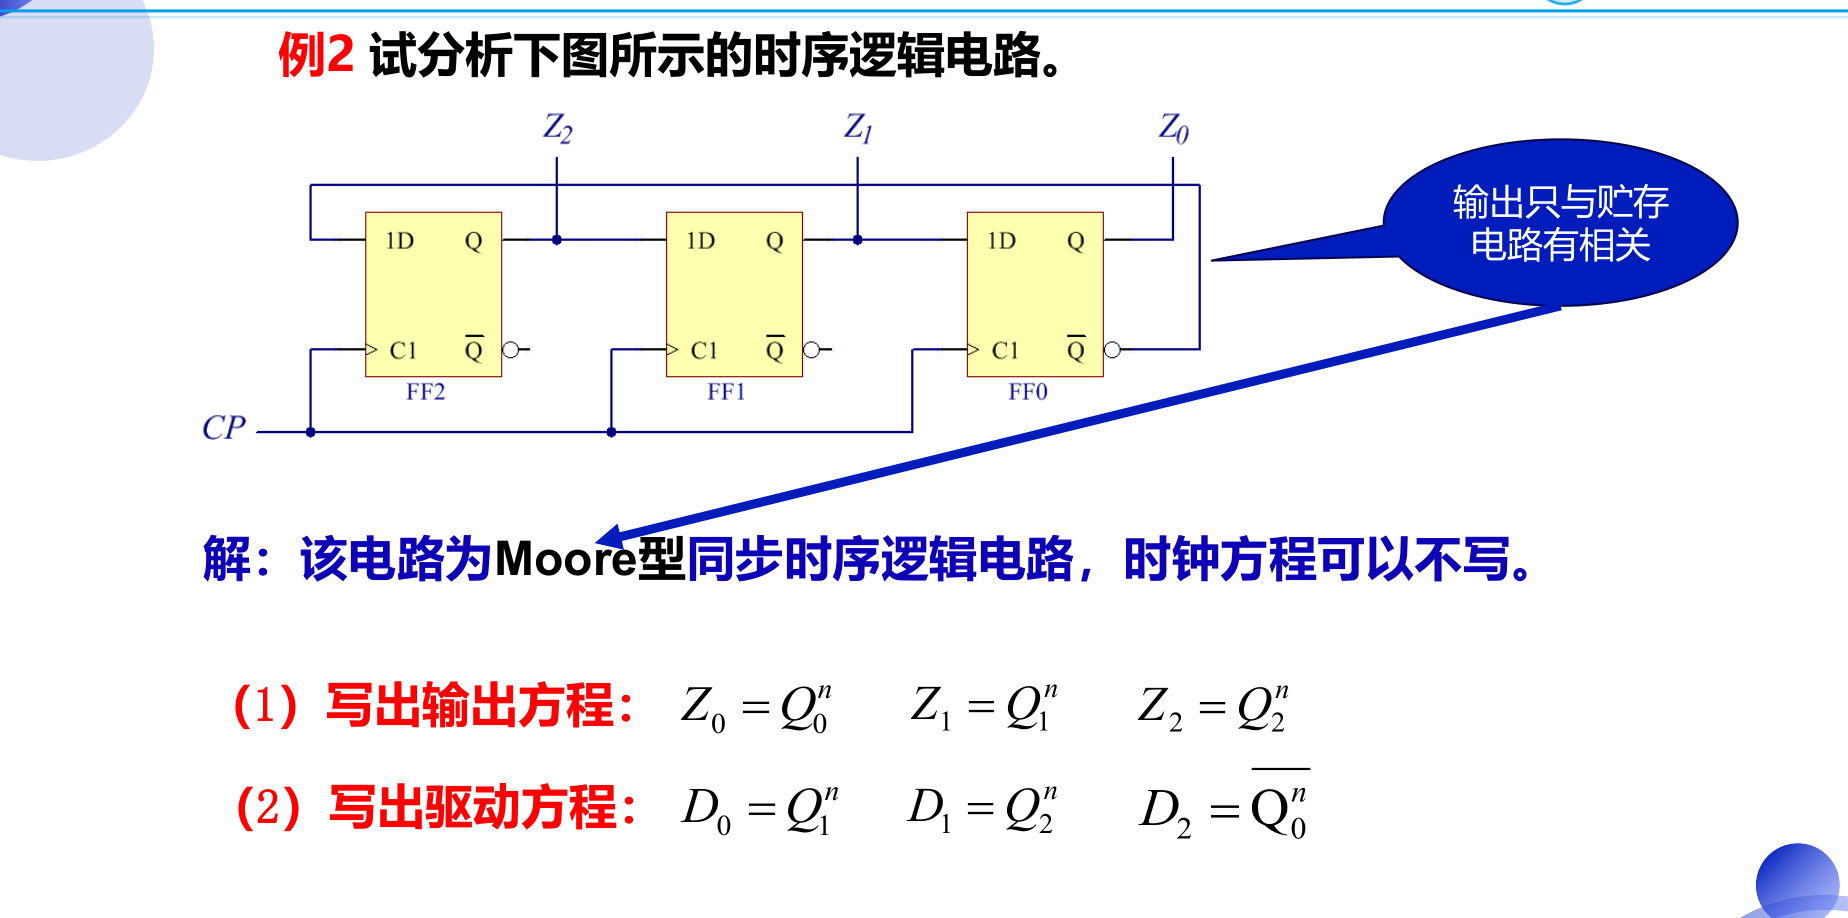 例2 试分析下图所示的时序逻辑电路。
Z₂ Z₁ Z₀
输出只与贮存
电路有相关
1D Q 1D Q 1D Q
C1 Q̅ C1 Q̅ C1 Q̅
FF2 FF1 FF0
CP
解：该电路为Moore型同步时序逻辑电路，时钟方程可以不写。
（1）写出输出方程： Z₀ = Q₀ⁿ Z₁ = Q₁ⁿ Z₂ = Q₂ⁿ
（2）写出驱动方程： D₀ = Q₁ⁿ D₁ = Q₂ⁿ D₂ = \overline{Q₀ⁿ}